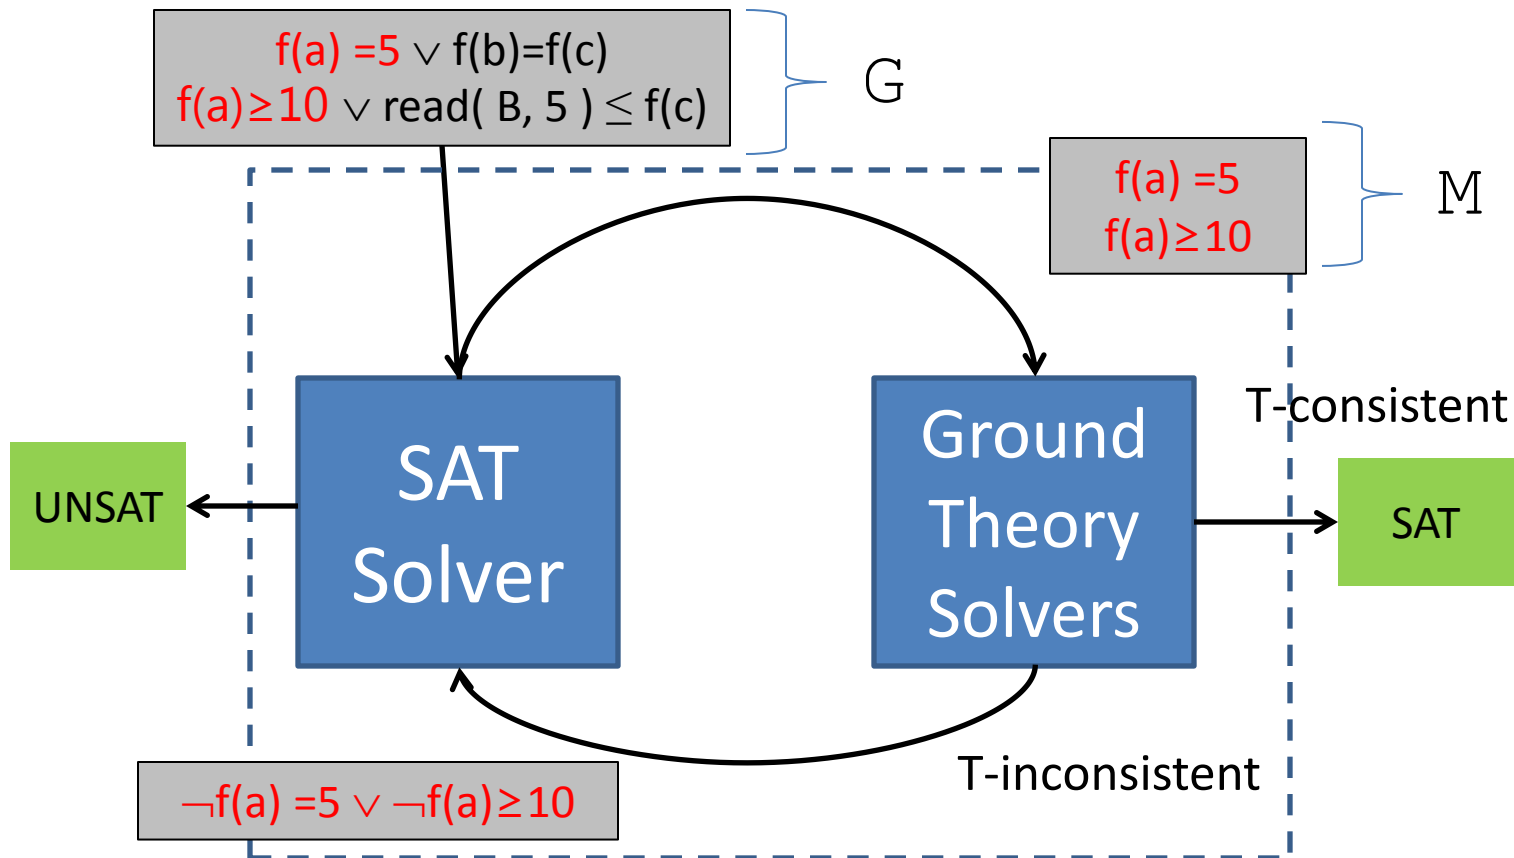 f(a) =5 ∨ f(b)=f(c)
f(a)≥10 ∨ read( B, 5 ) ≤ f(c)
G
f(a) =5
f(a)≥10
M
SAT
Solver
Ground
Theory
Solvers
T-consistent
UNSAT
SAT
T-inconsistent
¬f(a) =5 ∨ ¬f(a)≥10